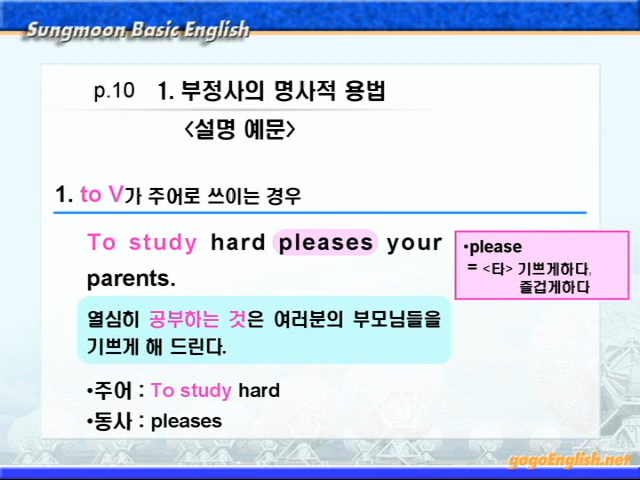 Sungmoon Basic English
p.10 1. 부정사의 명사적 용법
<설명 예문>
1. to V가 주어로 쓰이는 경우
To study hard pleases your
parents.
•please
= <타> 기쁘게하다,
즐겁게하다
열심히 공부하는 것은 여러분의 부모님들을
기쁘게 해 드린다.
•주어 : To study hard
•동사 : pleases
gogoEnglish.net